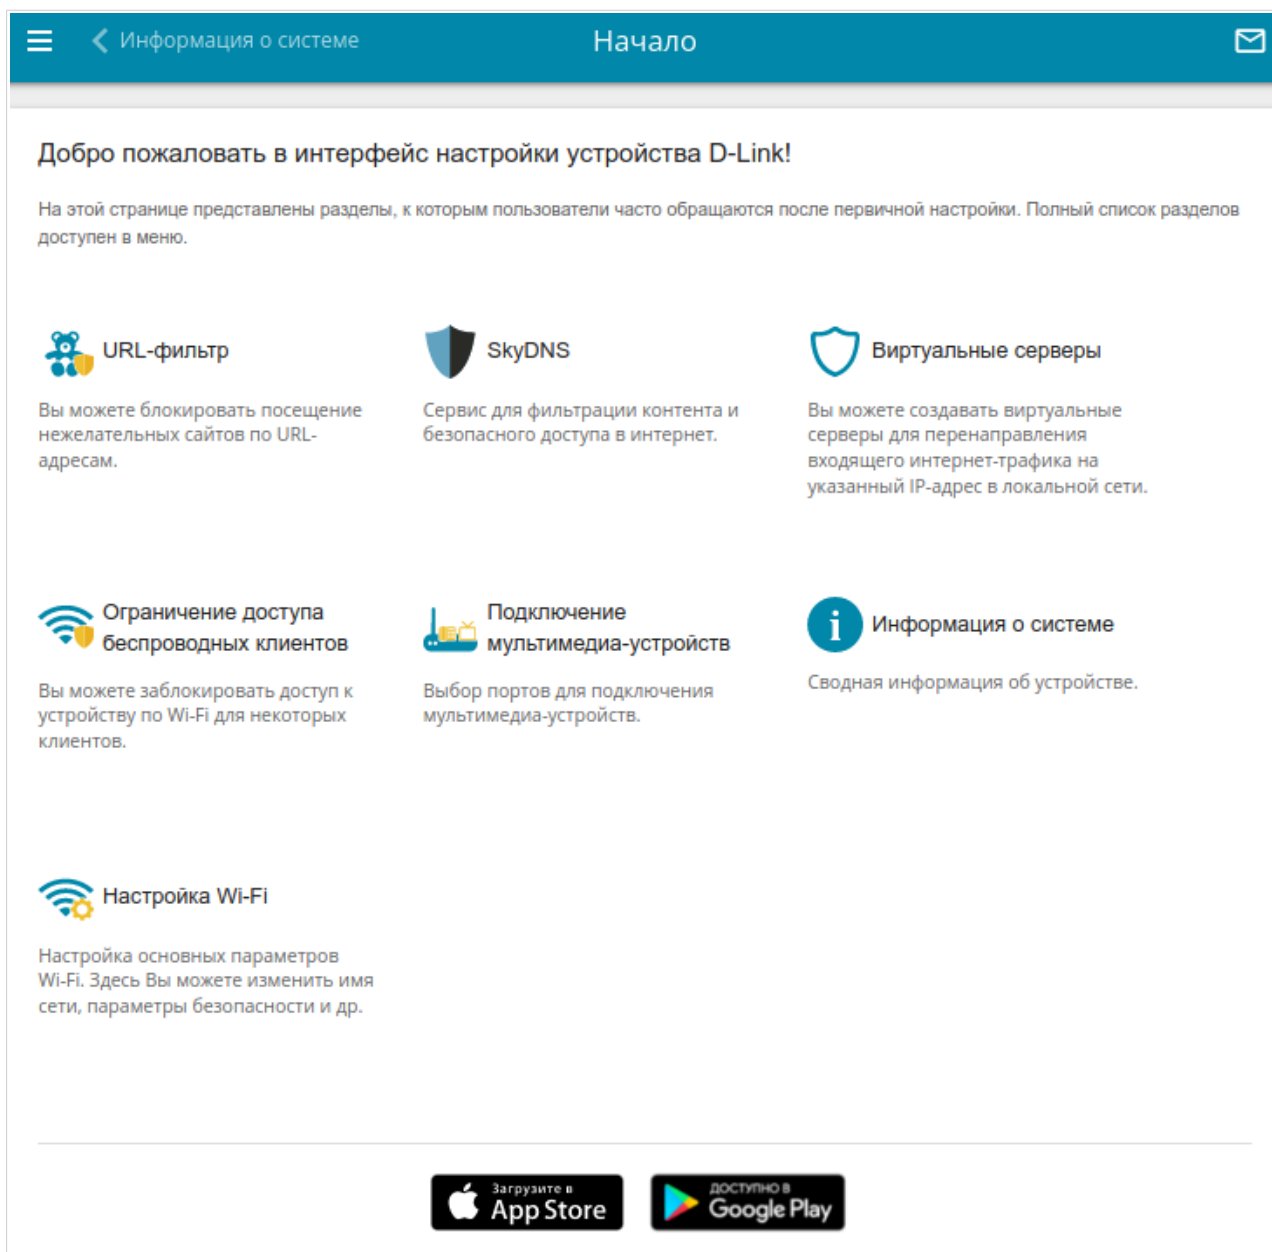 Информация о системе
Начало
Добро пожаловать в интерфейс настройки устройства D-Link!
На этой странице представлены разделы, к которым пользователи часто обращаются после первичной настройки. Полный список разделов
доступен в меню.
URL-фильтр
Вы можете блокировать посещение
нежелательных сайтов по URL-
адресам.
SkyDNS
Сервис для фильтрации контента и
безопасного доступа в интернет.
Виртуальные серверы
Вы можете создавать виртуальные
серверы для перенаправления
входящего интернет-трафика на
указанный IP-адрес в локальной сети.
Ограничение доступа
беспроводных клиентов
Вы можете заблокировать доступ к
устройству по Wi-Fi для некоторых
клиентов.
Подключение
мультимедиа-устройств
Выбор портов для подключения
мультимедиа-устройств.
Информация о системе
Сводная информация об устройстве.
Настройка Wi-Fi
Настройка основных параметров
Wi-Fi. Здесь Вы можете изменить имя
сети, параметры безопасности и др.
Загрузите в
App Store
ДОСТУПНО В
Google Play